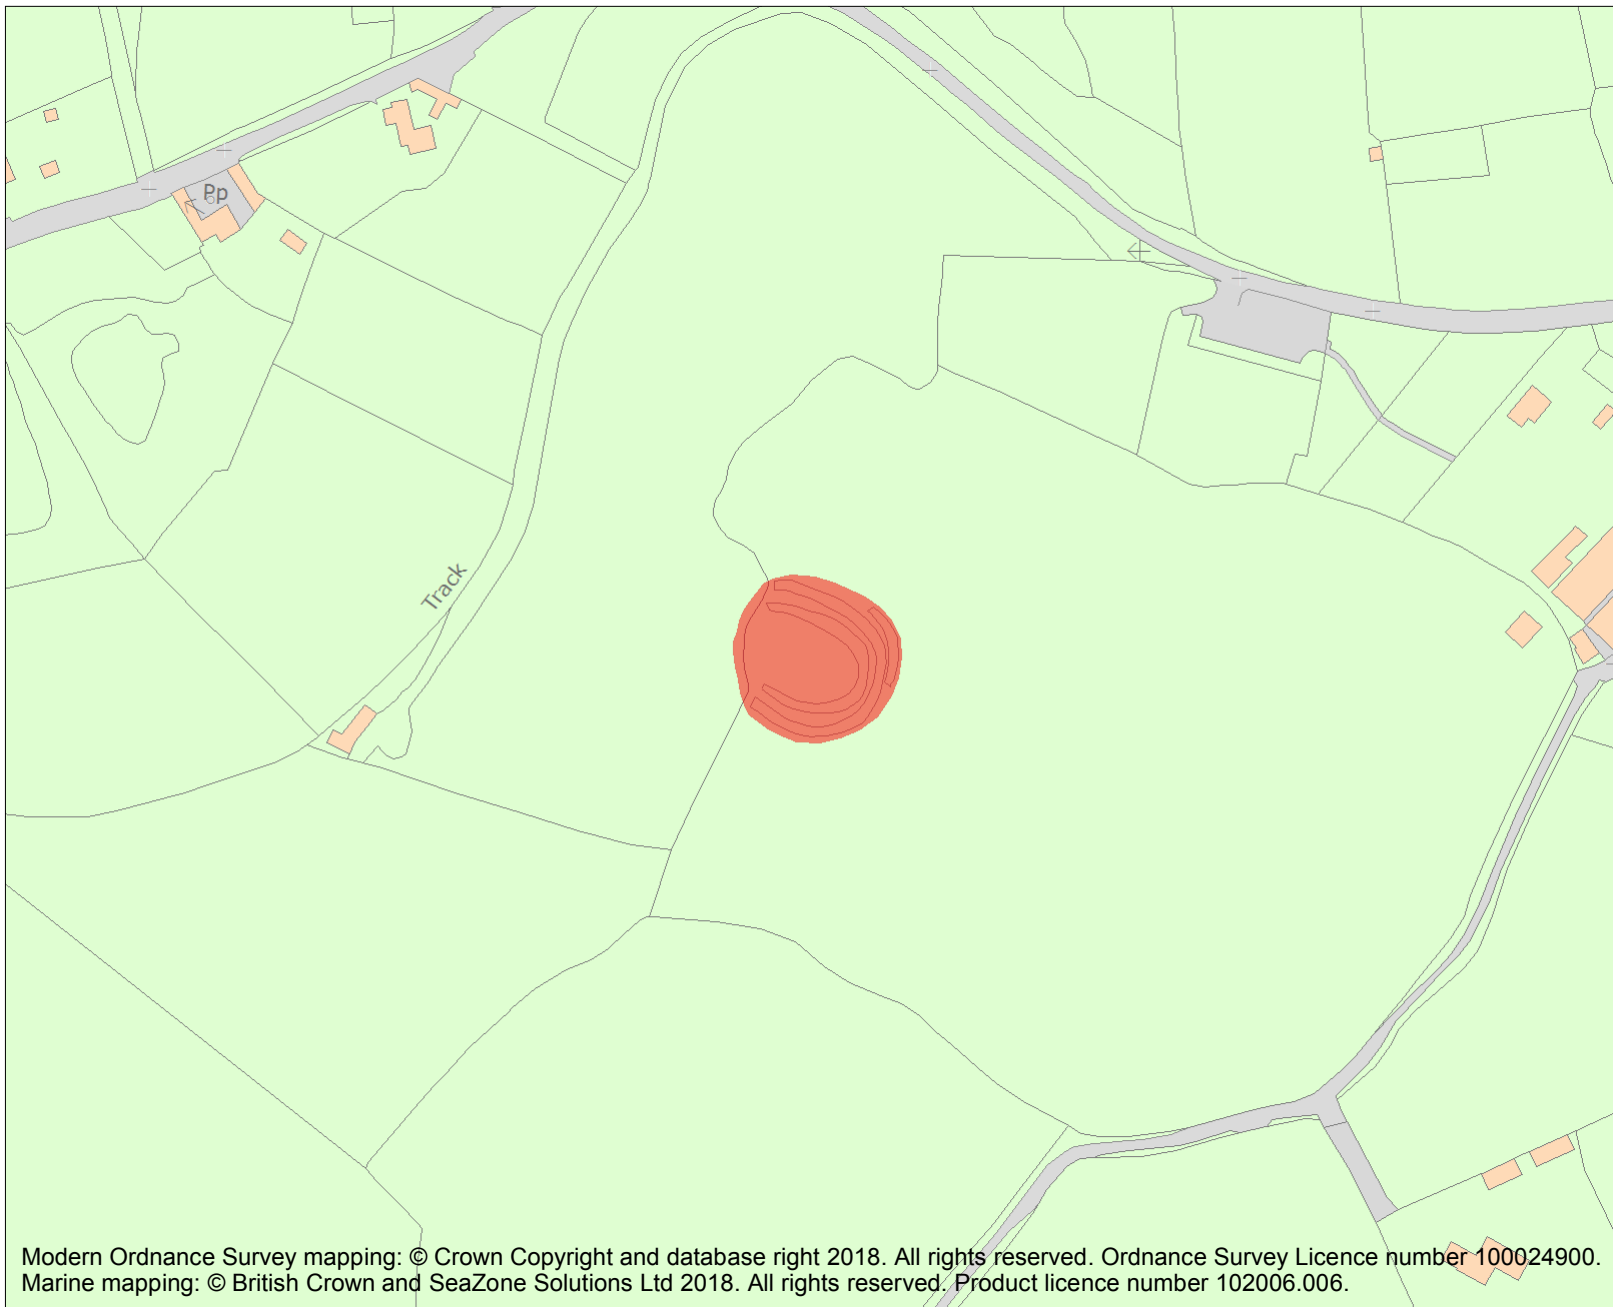 Pp
Track
Modern Ordnance Survey mapping: © Crown Copyright and database right 2018. All rights reserved. Ordnance Survey Licence number 100024900.
Marine mapping: © British Crown and SeaZone Solutions Ltd 2018. All rights reserved. Product licence number 102006.006.